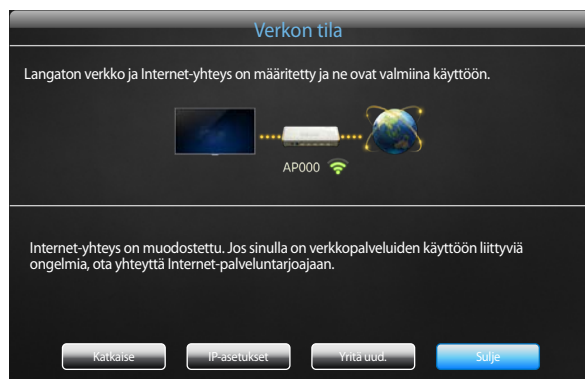 Verkon tila
Langaton verkko ja Internet-yhteys on määritetty ja ne ovat valmiina käyttöön.
AP000
Internet-yhteys on muodostettu. Jos sinulla on verkkopalveluiden käyttöön liittyviä
ongelmia, ota yhteyttä Internet-palveluntarjoajaan.
Katkaise
IP-asetukset
Yritä uud.
Sulje